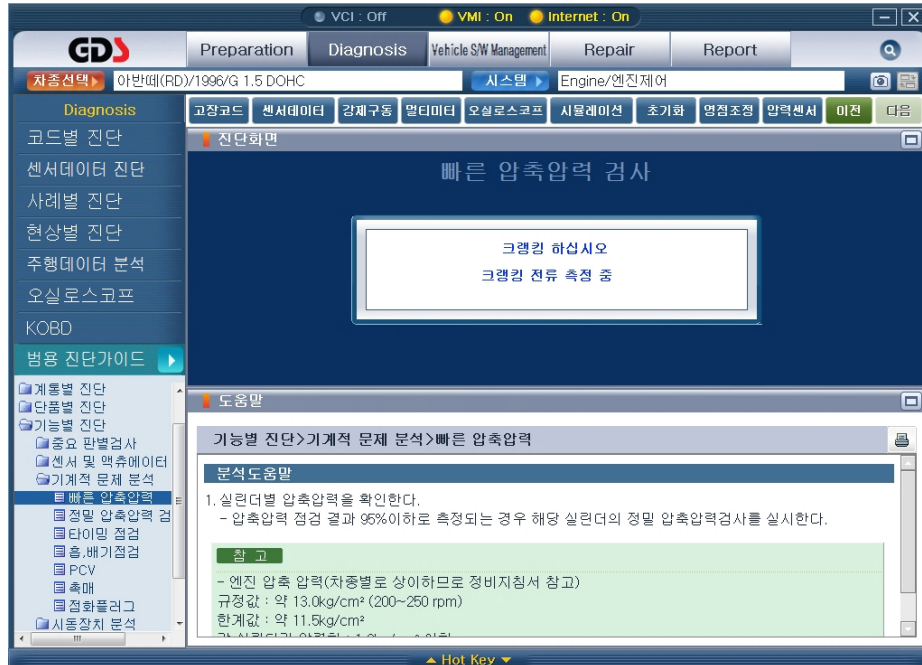 VCI : Off
VMI : On
Internet : On
GDS
Preparation
Diagnosis
Vehicle S/W Management
Repair
Report
차종선택
아반떼(RD)/1996/G 1.5 DOHC
시스템
Engine/엔진제어
Diagnosis
고장코드
센서데이터
강제구동
멀티미터
오실로스코프
시뮬레이션
초기화
영점조정
압력센서
이전
다음
코드별 진단
센서데이터 진단
사례별 진단
현상별 진단
주행데이터 분석
오실로스코프
KOBD
범용 진단가이드
계통별 진단
단품별 진단
기능별 진단
중요 판별검사
센서 및 액츄에이터
기계적 문제 분석
빠른 압축압력
정밀 압축압력 검
타이밍 점검
흡,배기점검
PCV
촉매
점화플러그
시동장치 분석
진단화면
빠른 압축압력 검사
크랭킹 하십시오
크랭킹 전류 측정 중
도움말
기능별 진단>기계적 문제 분석>빠른 압축압력
분석도움말
1. 실린더별 압축압력을 확인한다.
- 압축압력 점검 결과 95%이하로 측정되는 경우 해당 실린더의 정밀 압축압력검사를 실시한다.
참 고
- 엔진 압축 압력(차종별로 상이하므로 정비지침서 참고)
규정값 : 약 13.0kg/cm² (200~250 rpm)
한계값 : 약 11.5kg/cm²
Hot Key